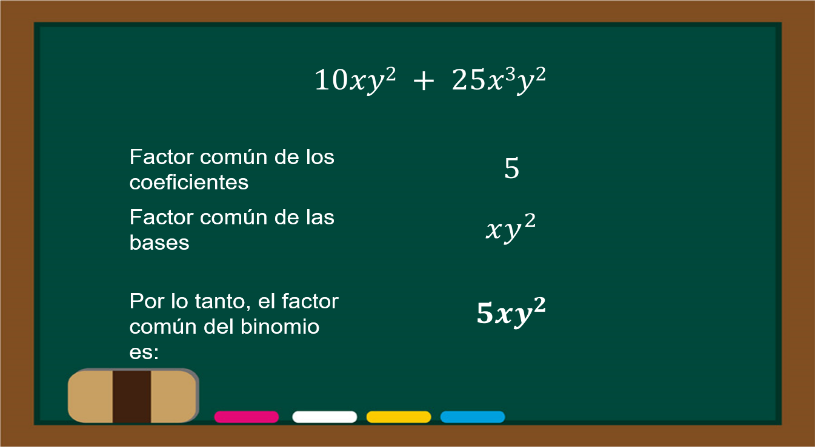 10xy² + 25x³y²
Factor común de los
coeficientes
5
Factor común de las
bases
xy²
Por lo tanto, el factor
común del binomio
es:
5xy²